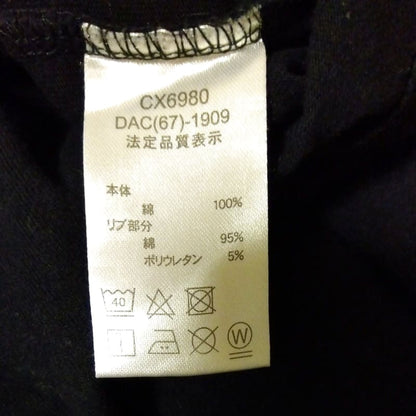 CX6980
DAC(67)-1909
法定品質表示
本体
綿 100%
リブ部分
綿 95%
ポリウレタン 5%
40
W